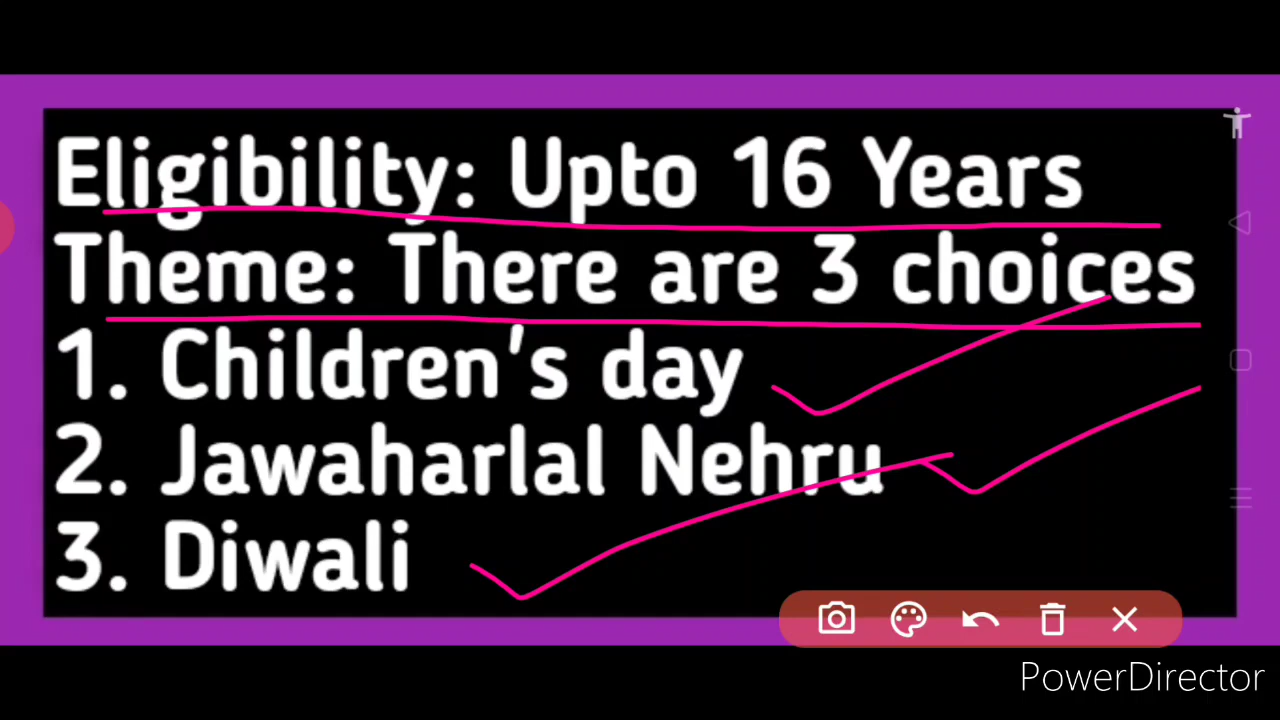 Eligibility: Upto 16 Years
Theme: There are 3 choices
1. Children's day
2. Jawaharlal Nehru
3. Diwali
PowerDirector